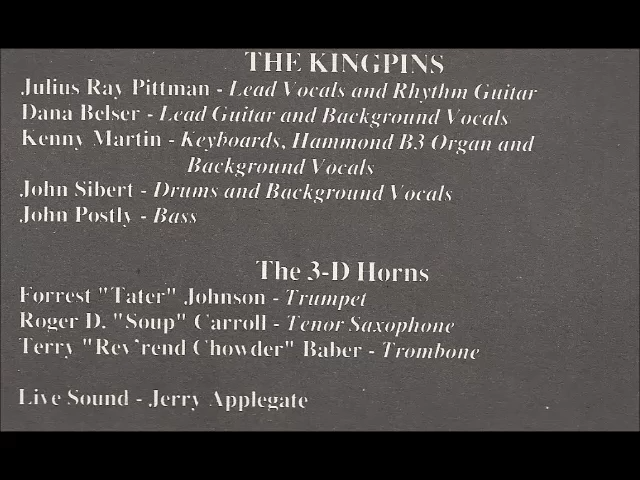 THE KINGPINS
Julius Ray Pittman - Lead Vocals and Rhythm Guitar
Dana Belser - Lead Guitar and Background Vocals
Kenny Martin - Keyboards, Hammond B3 Organ and
Background Vocals
John Sibert - Drums and Background Vocals
John Postly - Bass
The 3-D Horns
Forrest "Tater" Johnson - Trumpet
Roger D. "Soup" Carroll - Tenor Saxophone
Terry "Rev'rend Chowder" Baber - Trombone
Live Sound - Jerry Applegate